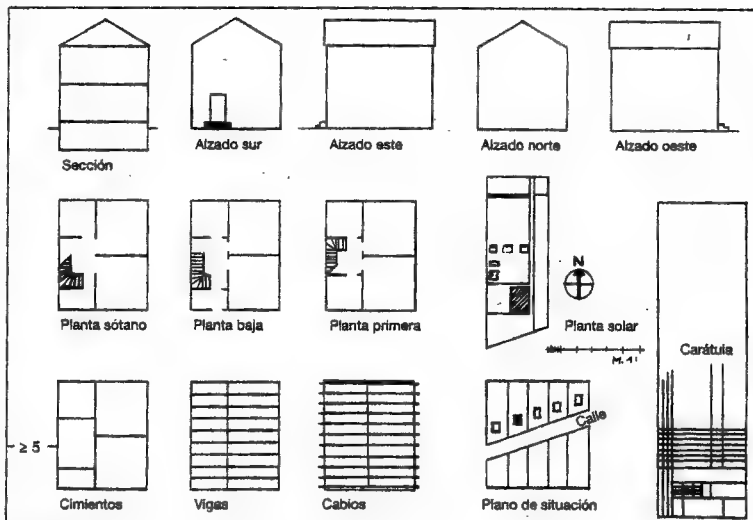 Sección
Alzado sur
Alzado este
Alzado norte
Alzado oeste
Planta sótano
Planta baja
Planta primera
N
Planta solar
M. 1:
Carátula
≥ 5
Cimientos
Vigas
Cabios
Calle
Plano de situación